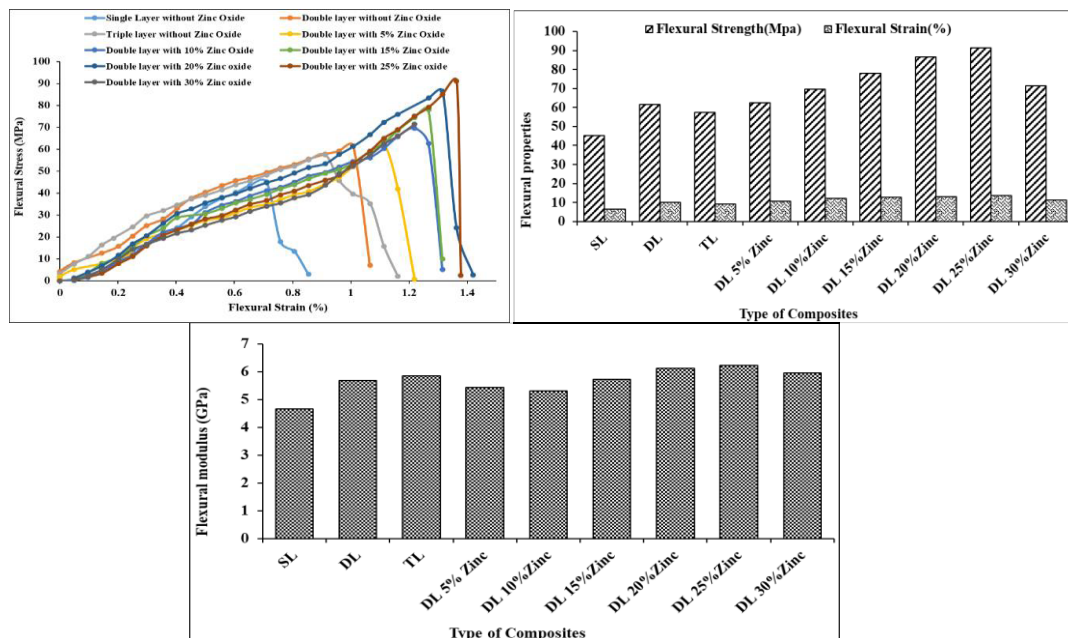 Single Layer without Zinc Oxide
Double layer without Zinc Oxide
Triple layer without Zinc Oxide
Double layer with 5% Zinc Oxide
Double layer with 10% Zinc Oxide
Double layer with 15% Zinc Oxide
Double layer with 20% Zinc Oxide
Double layer with 25% Zinc oxide
Double layer with 30% Zinc oxide
Flexural Stress (MPa)
100
90
80
70
60
50
40
30
20
10
0
0 0.2 0.4 0.6 0.8 1 1.2 1.4
Flexural Strain (%)
Flexural Strength(Mpa) Flexural Strain(%)
Flexural properties
100
90
80
70
60
50
40
30
20
10
0
SL DL TL DL 5%Zinc DL 10%Zinc DL 15%Zinc DL 20%Zinc DL 25%Zinc DL 30%Zinc
Type of Composites
Flexural modulus (GPa)
7
6
5
4
3
2
1
0
SL DL TL DL 5% Zinc DL 10%Zinc DL 15%Zinc DL 20%Zinc DL 25%Zinc DL 30%Zinc
Type of Composites